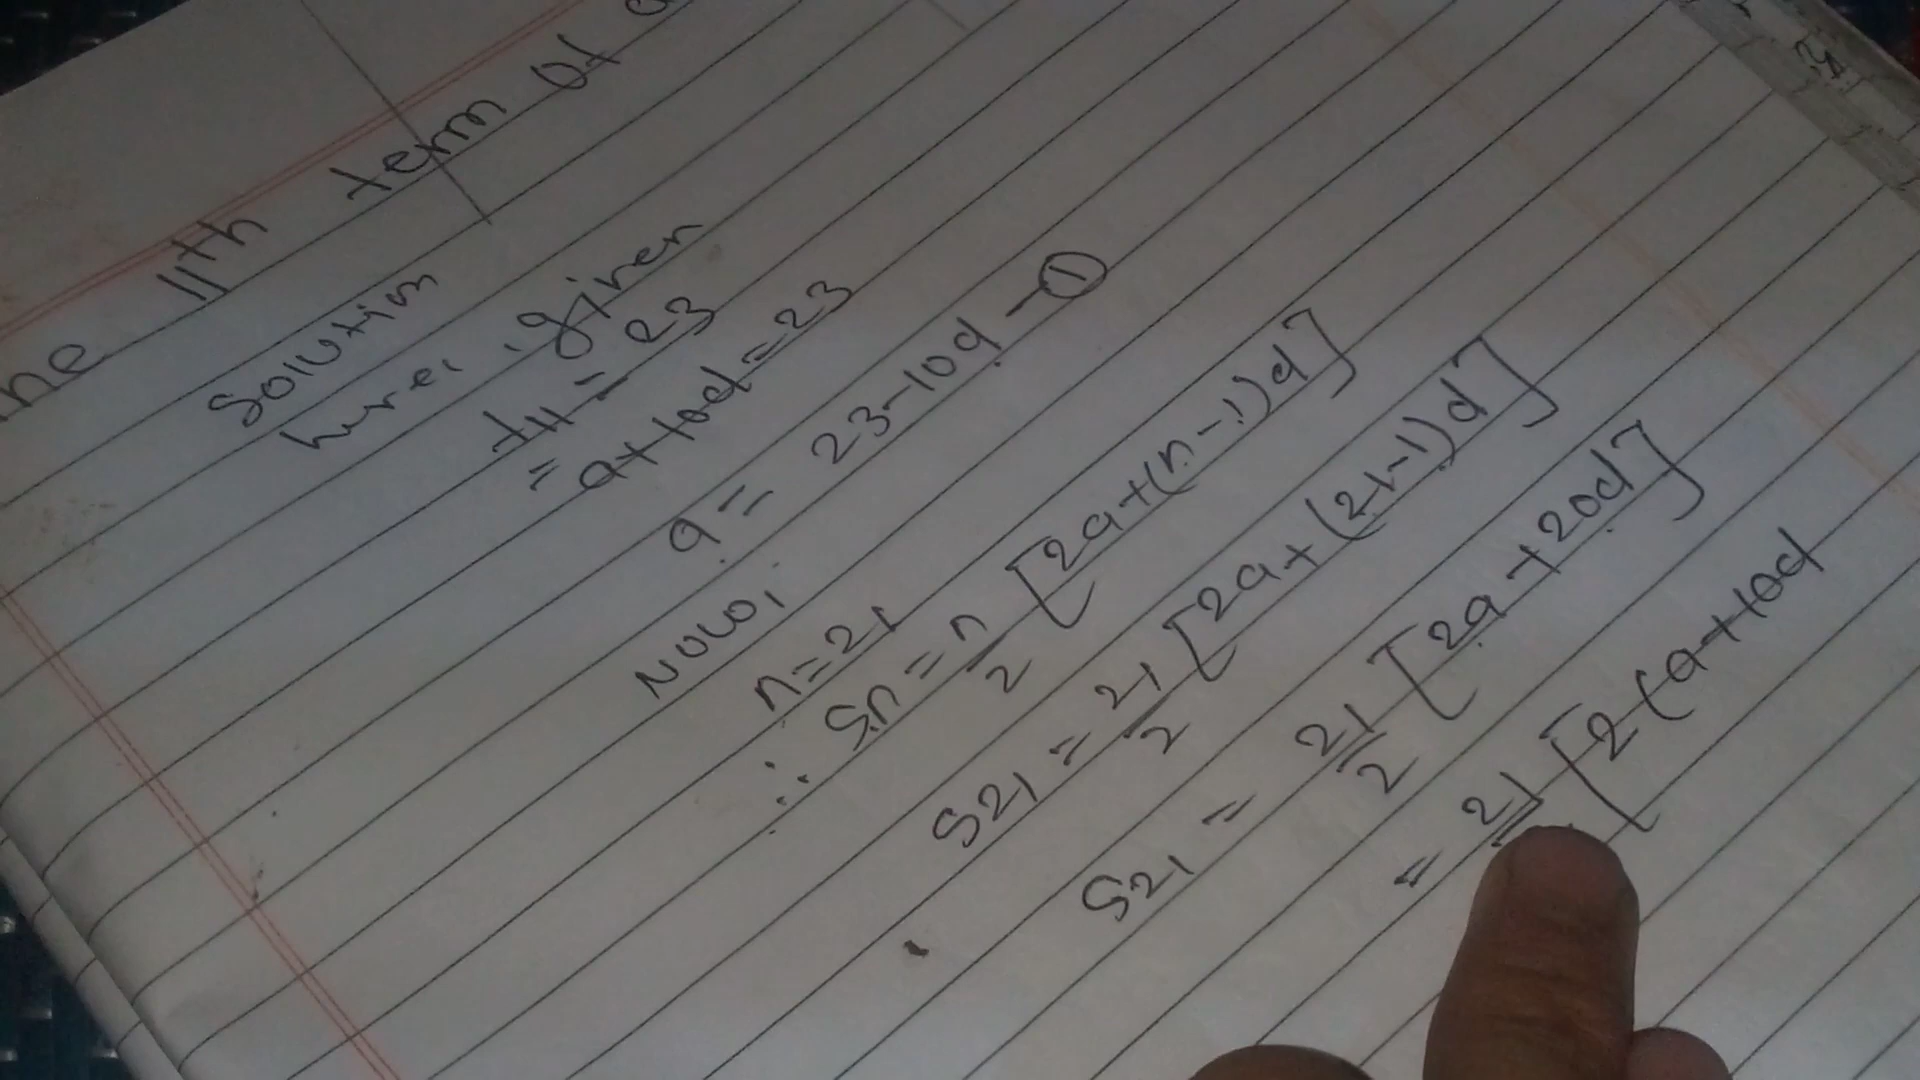 he 11th term of a
Solution
here, given
t11 = 23
= a+10d=23
a = 23-10d -①
Now,
n=21
∴ Sn = n/2 [2a+(n-1)d]
S21 = 21/2 [2a+(21-1)d]
S21 = 21/2 [2a+20d]
= 21/ [2(a+10d